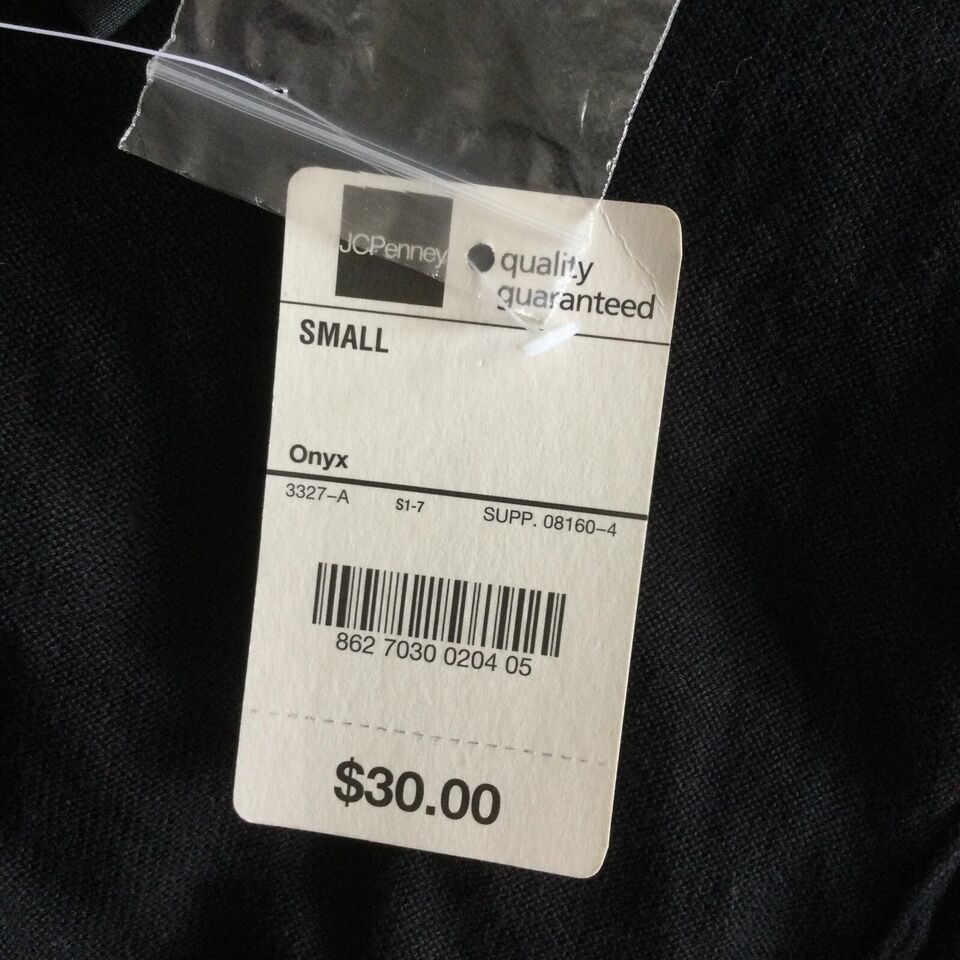 JCPenney
quality
guaranteed
SMALL
Onyx
3327-A S1-7 SUPP. 08160-4
862 7030 0204 05
$30.00